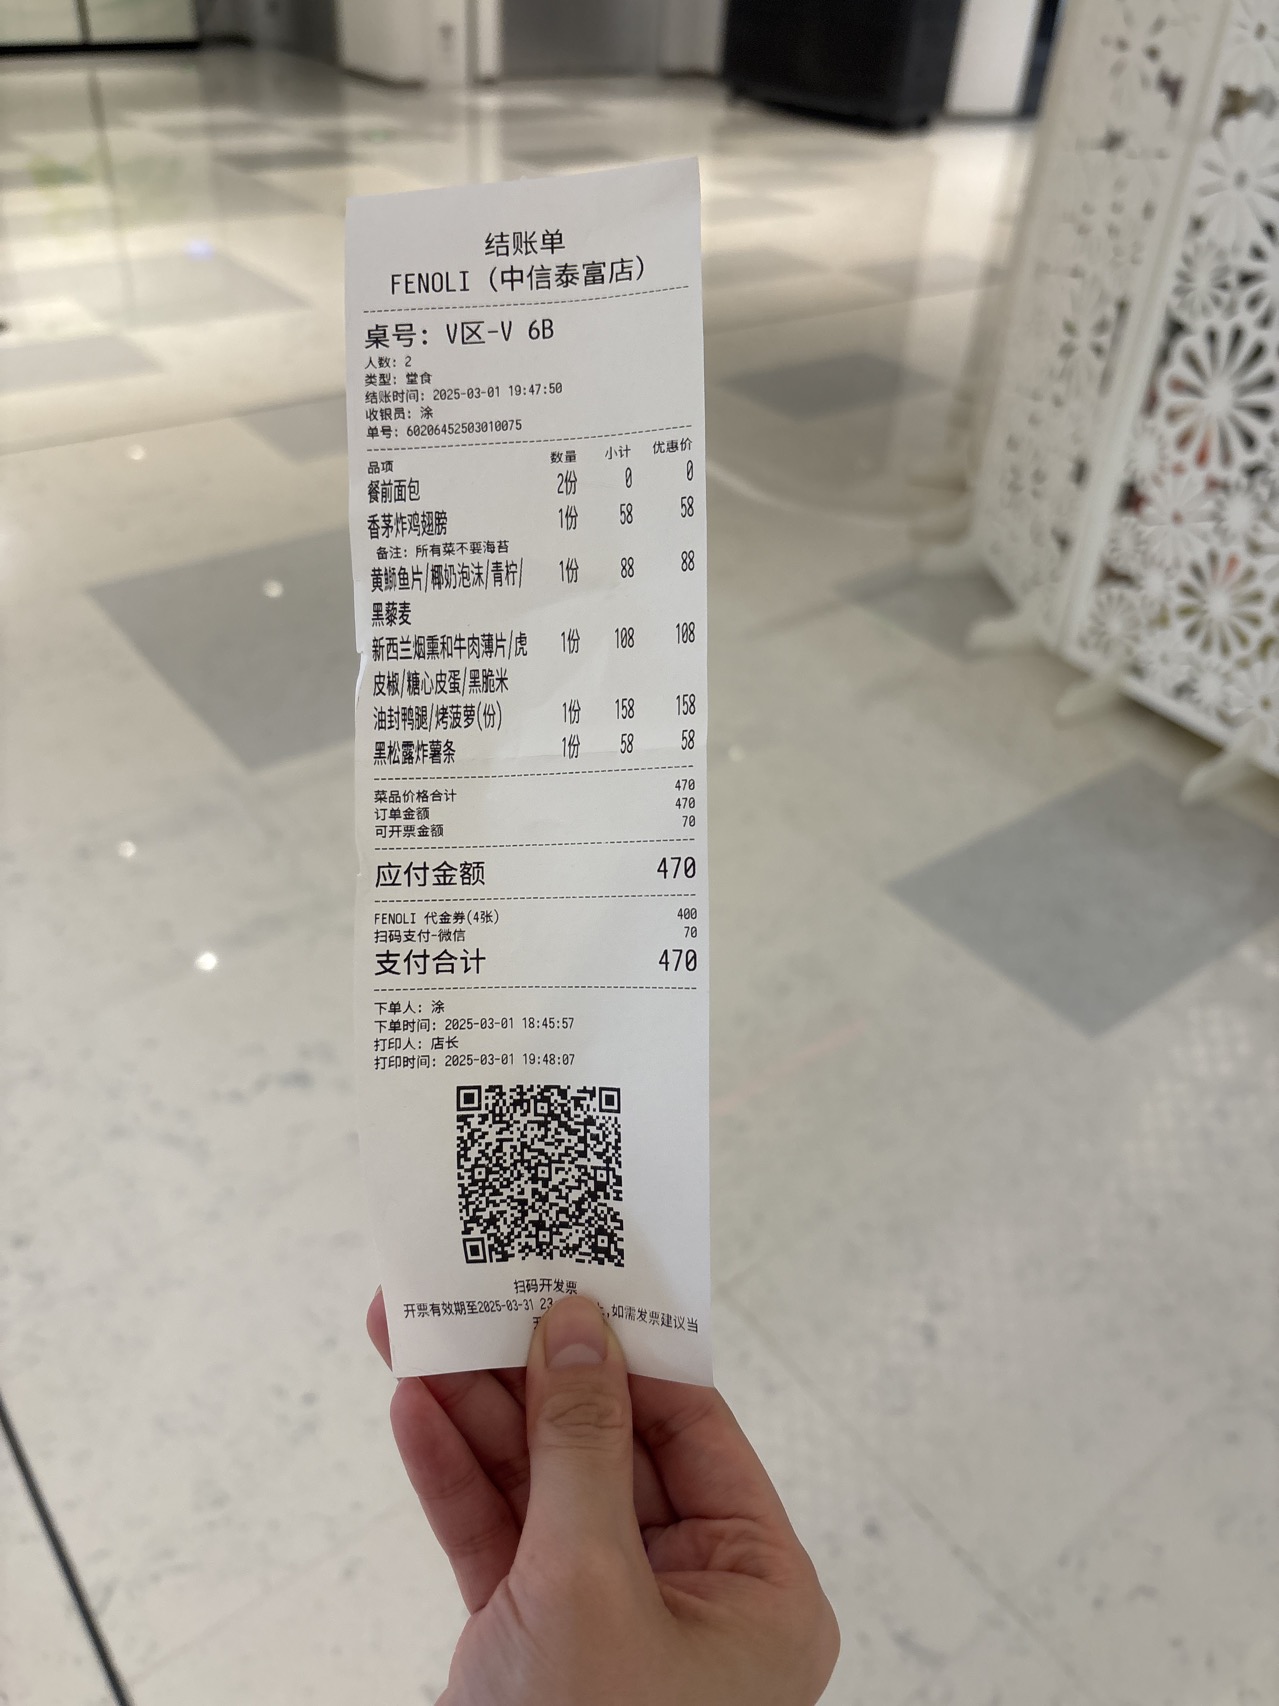 结账单
FENOLI（中信泰富店）
桌号：V区-V 6B
人数：2
类型：堂食
结账时间：2025-03-01 19:47:50
收银员：涂
单号：60206452503010075
品项 数量 小计 优惠价
餐前面包 2份 0 0
香茅炸鸡翅膀 1份 58 58
备注：所有菜不要海苔
黄鰤鱼片/椰奶泡沫/青柠/ 1份 88 88
黑藜麦
新西兰烟熏和牛肉薄片/虎 1份 108 108
皮椒/糖心皮蛋/黑脆米
油封鸭腿/烤菠萝(份) 1份 158 158
黑松露炸薯条 1份 58 58
菜品价格合计 470
订单金额 470
可开票金额 70
应付金额 470
FENOLI 代金券(4张) 400
扫码支付-微信 70
支付合计 470
下单人：涂
下单时间：2025-03-01 18:45:57
打印人：店长
打印时间：2025-03-01 19:48:07
扫码开发票
开票有效期至2025-03-31 23 ,如需发票建议当